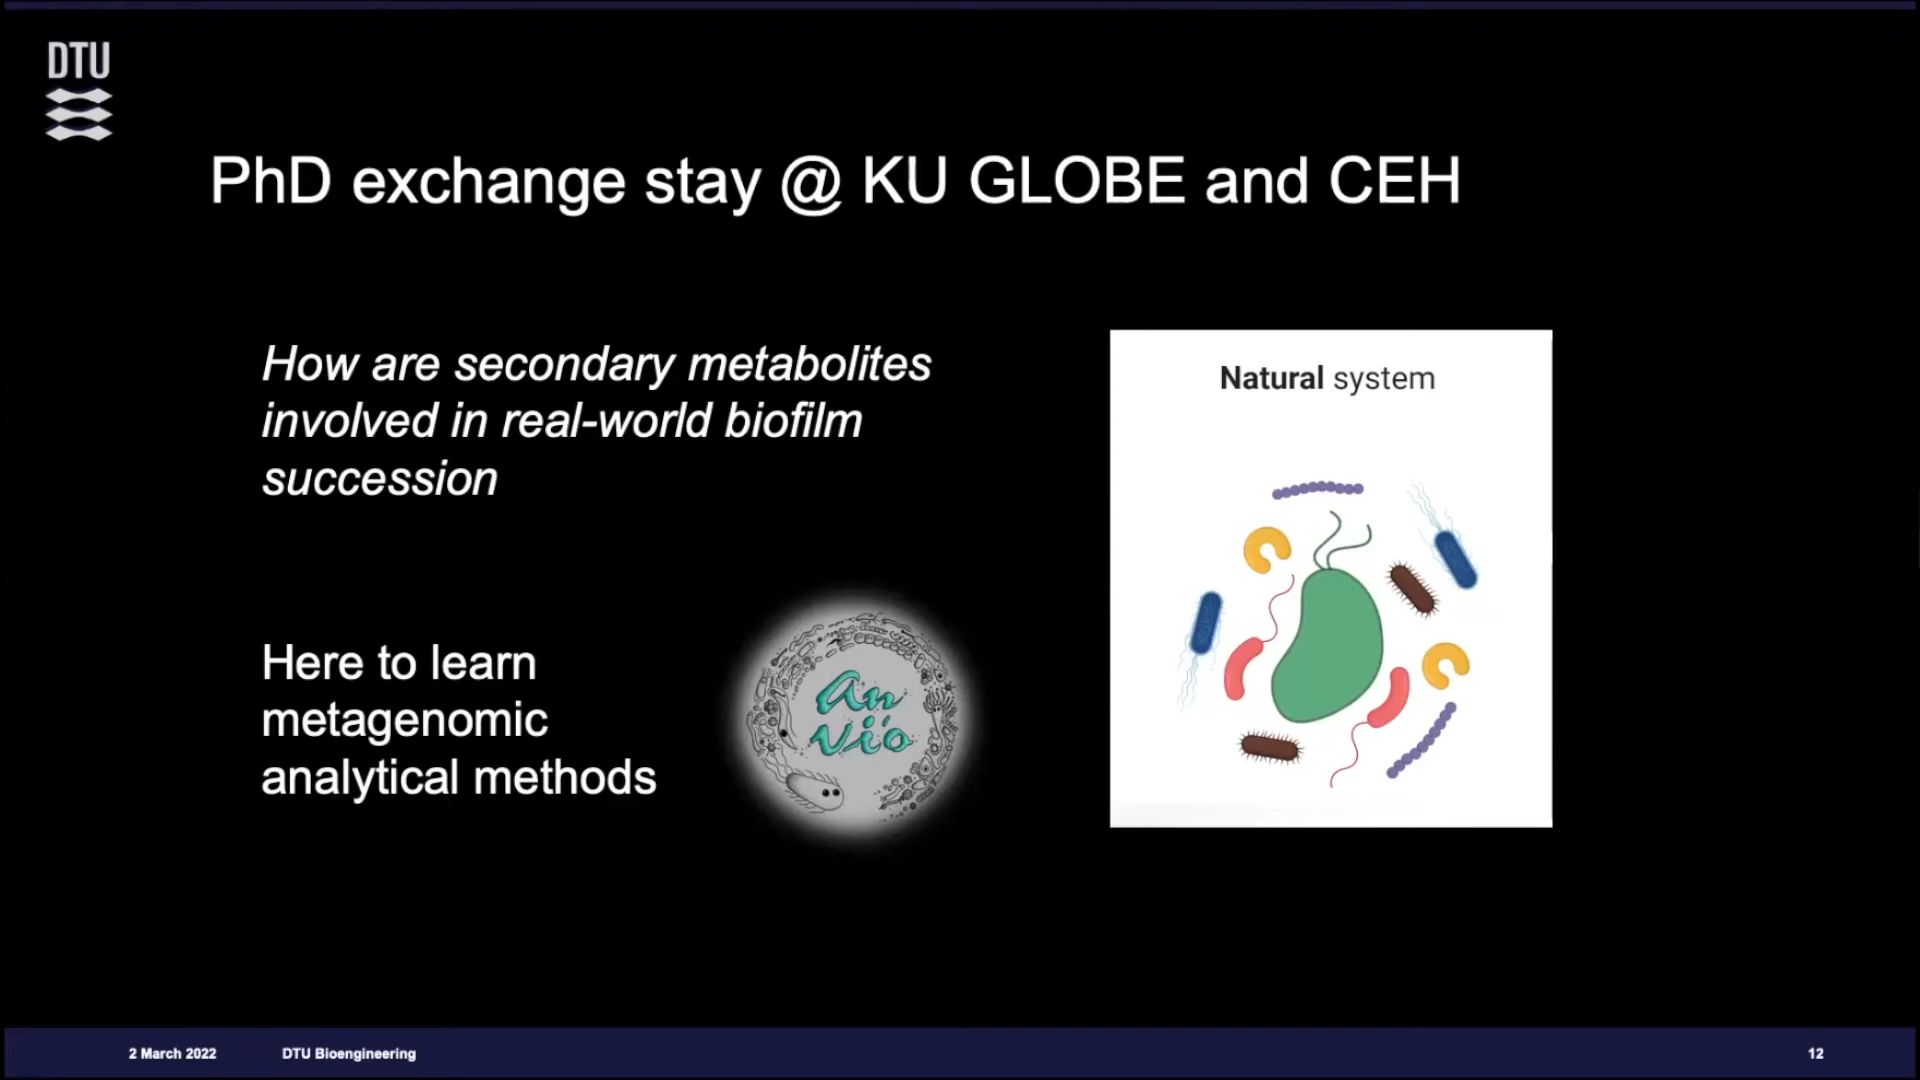 DTU
PhD exchange stay @ KU GLOBE and CEH
How are secondary metabolites
involved in real-world biofilm
succession
Here to learn
metagenomic
analytical methods
an
vi'o
Natural system
2 March 2022 DTU Bioengineering 12